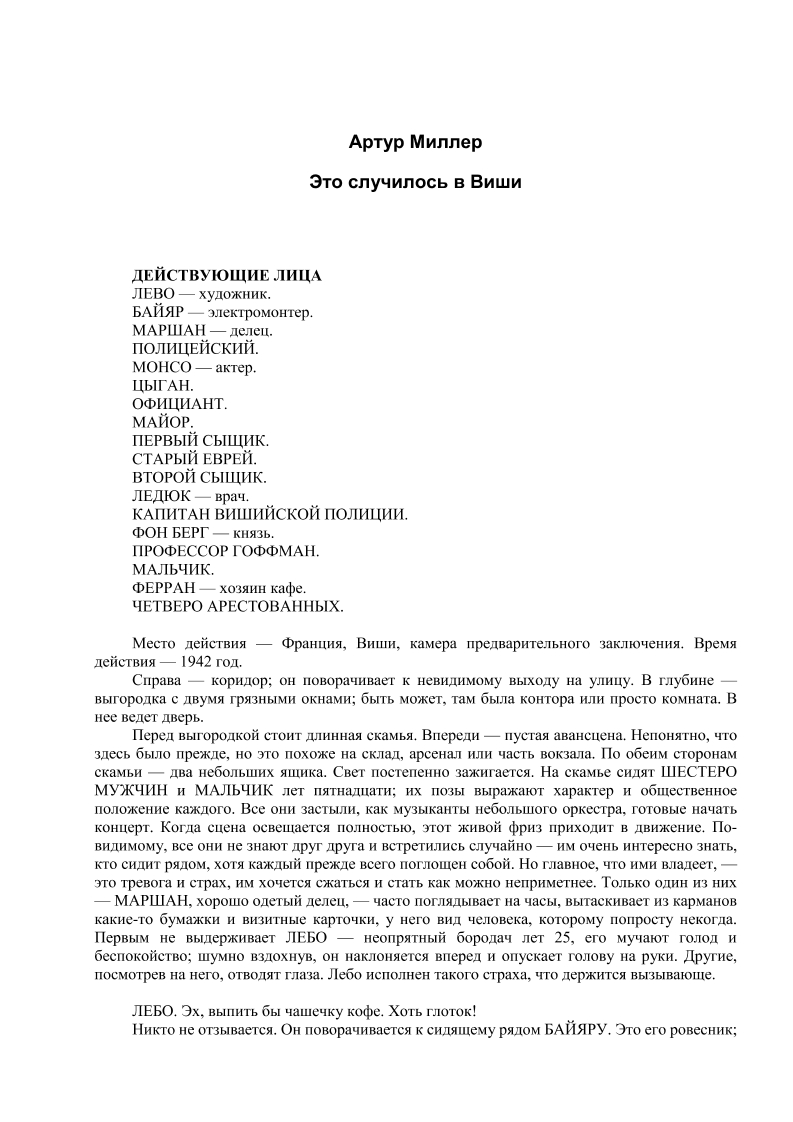 Артур Миллер
Это случилось в Виши
ДЕЙСТВУЮЩИЕ ЛИЦА
ЛЕВО — художник.
БАЙЯР — электромонтер.
МАРШАН — делец.
ПОЛИЦЕЙСКИЙ.
МОНСО — актер.
ЦЫГАН.
ОФИЦИАНТ.
МАЙОР.
ПЕРВЫЙ СЫЩИК.
СТАРЫЙ ЕВРЕЙ.
ВТОРОЙ СЫЩИК.
ЛЕДЮК — врач.
КАПИТАН ВИШИЙСКОЙ ПОЛИЦИИ.
ФОН БЕРГ — князь.
ПРОФЕССОР ГОФФМАН.
МАЛЬЧИК.
ФЕРРАН — хозяин кафе.
ЧЕТВЕРО АРЕСТОВАННЫХ.
Место действия — Франция, Виши, камера предварительного заключения. Время
действия — 1942 год.
Справа — коридор; он поворачивает к невидимому выходу на улицу. В глубине —
выгородка с двумя грязными окнами; быть может, там была контора или просто комната. В
нее ведет дверь.
Перед выгородкой стоит длинная скамья. Впереди — пустая авансцена. Непонятно, что
здесь было прежде, но это похоже на склад, арсенал или часть вокзала. По обеим сторонам
скамьи — два небольших ящика. Свет постепенно зажигается. На скамье сидят ШЕСТЕРО
МУЖЧИН и МАЛЬЧИК лет пятнадцати; их позы выражают характер и общественное
положение каждого. Все они застыли, как музыканты небольшого оркестра, готовые начать
концерт. Когда сцена освещается полностью, этот живой фриз приходит в движение. По-
видимому, все они не знают друг друга и встретились случайно — им очень интересно знать,
кто сидит рядом, хотя каждый прежде всего поглощен собой. Но главное, что ими владеет, —
это тревога и страх, им хочется сжаться и стать как можно неприметнее. Только один из них
— МАРШАН, хорошо одетый делец, — часто поглядывает на часы, вытаскивает из карманов
какие-то бумажки и визитные карточки, у него вид человека, которому попросту некогда.
Первым не выдерживает ЛЕБО — неопрятный бородач лет 25, его мучают голод и
беспокойство; шумно вздохнув, он наклоняется вперед и опускает голову на руки. Другие,
посмотрев на него, отводят глаза. Лебо исполнен такого страха, что держится вызывающе.
ЛЕБО. Эх, выпить бы чашечку кофе. Хоть глоток!
Никто не отзывается. Он поворачивается к сидящему рядом БАЙЯРУ. Это его ровесник;